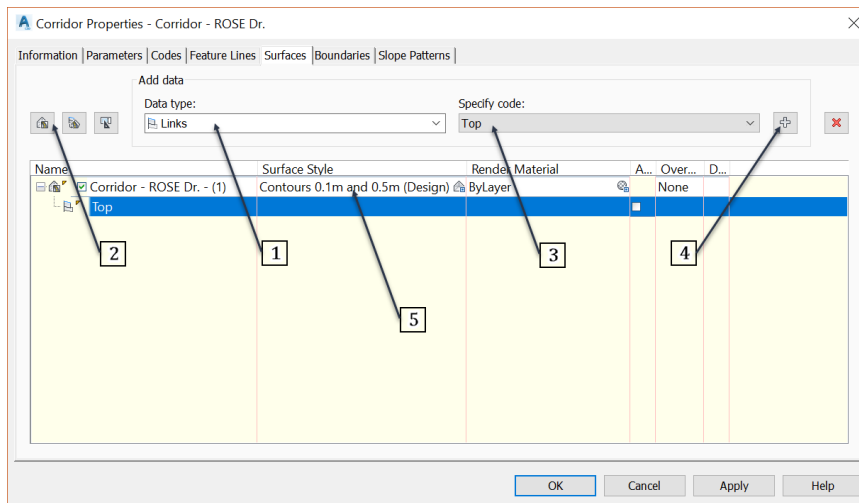 Corridor Properties - Corridor - ROSE Dr.
Information Parameters Codes Feature Lines Surfaces Boundaries Slope Patterns
Add data
Data type: Specify code:
Links Top
Name Surface Style Render Material A... Over... D...
Corridor - ROSE Dr. - (1) Contours 0.1m and 0.5m (Design) ByLayer None
Top
2 1 3 4
5
OK Cancel Apply Help